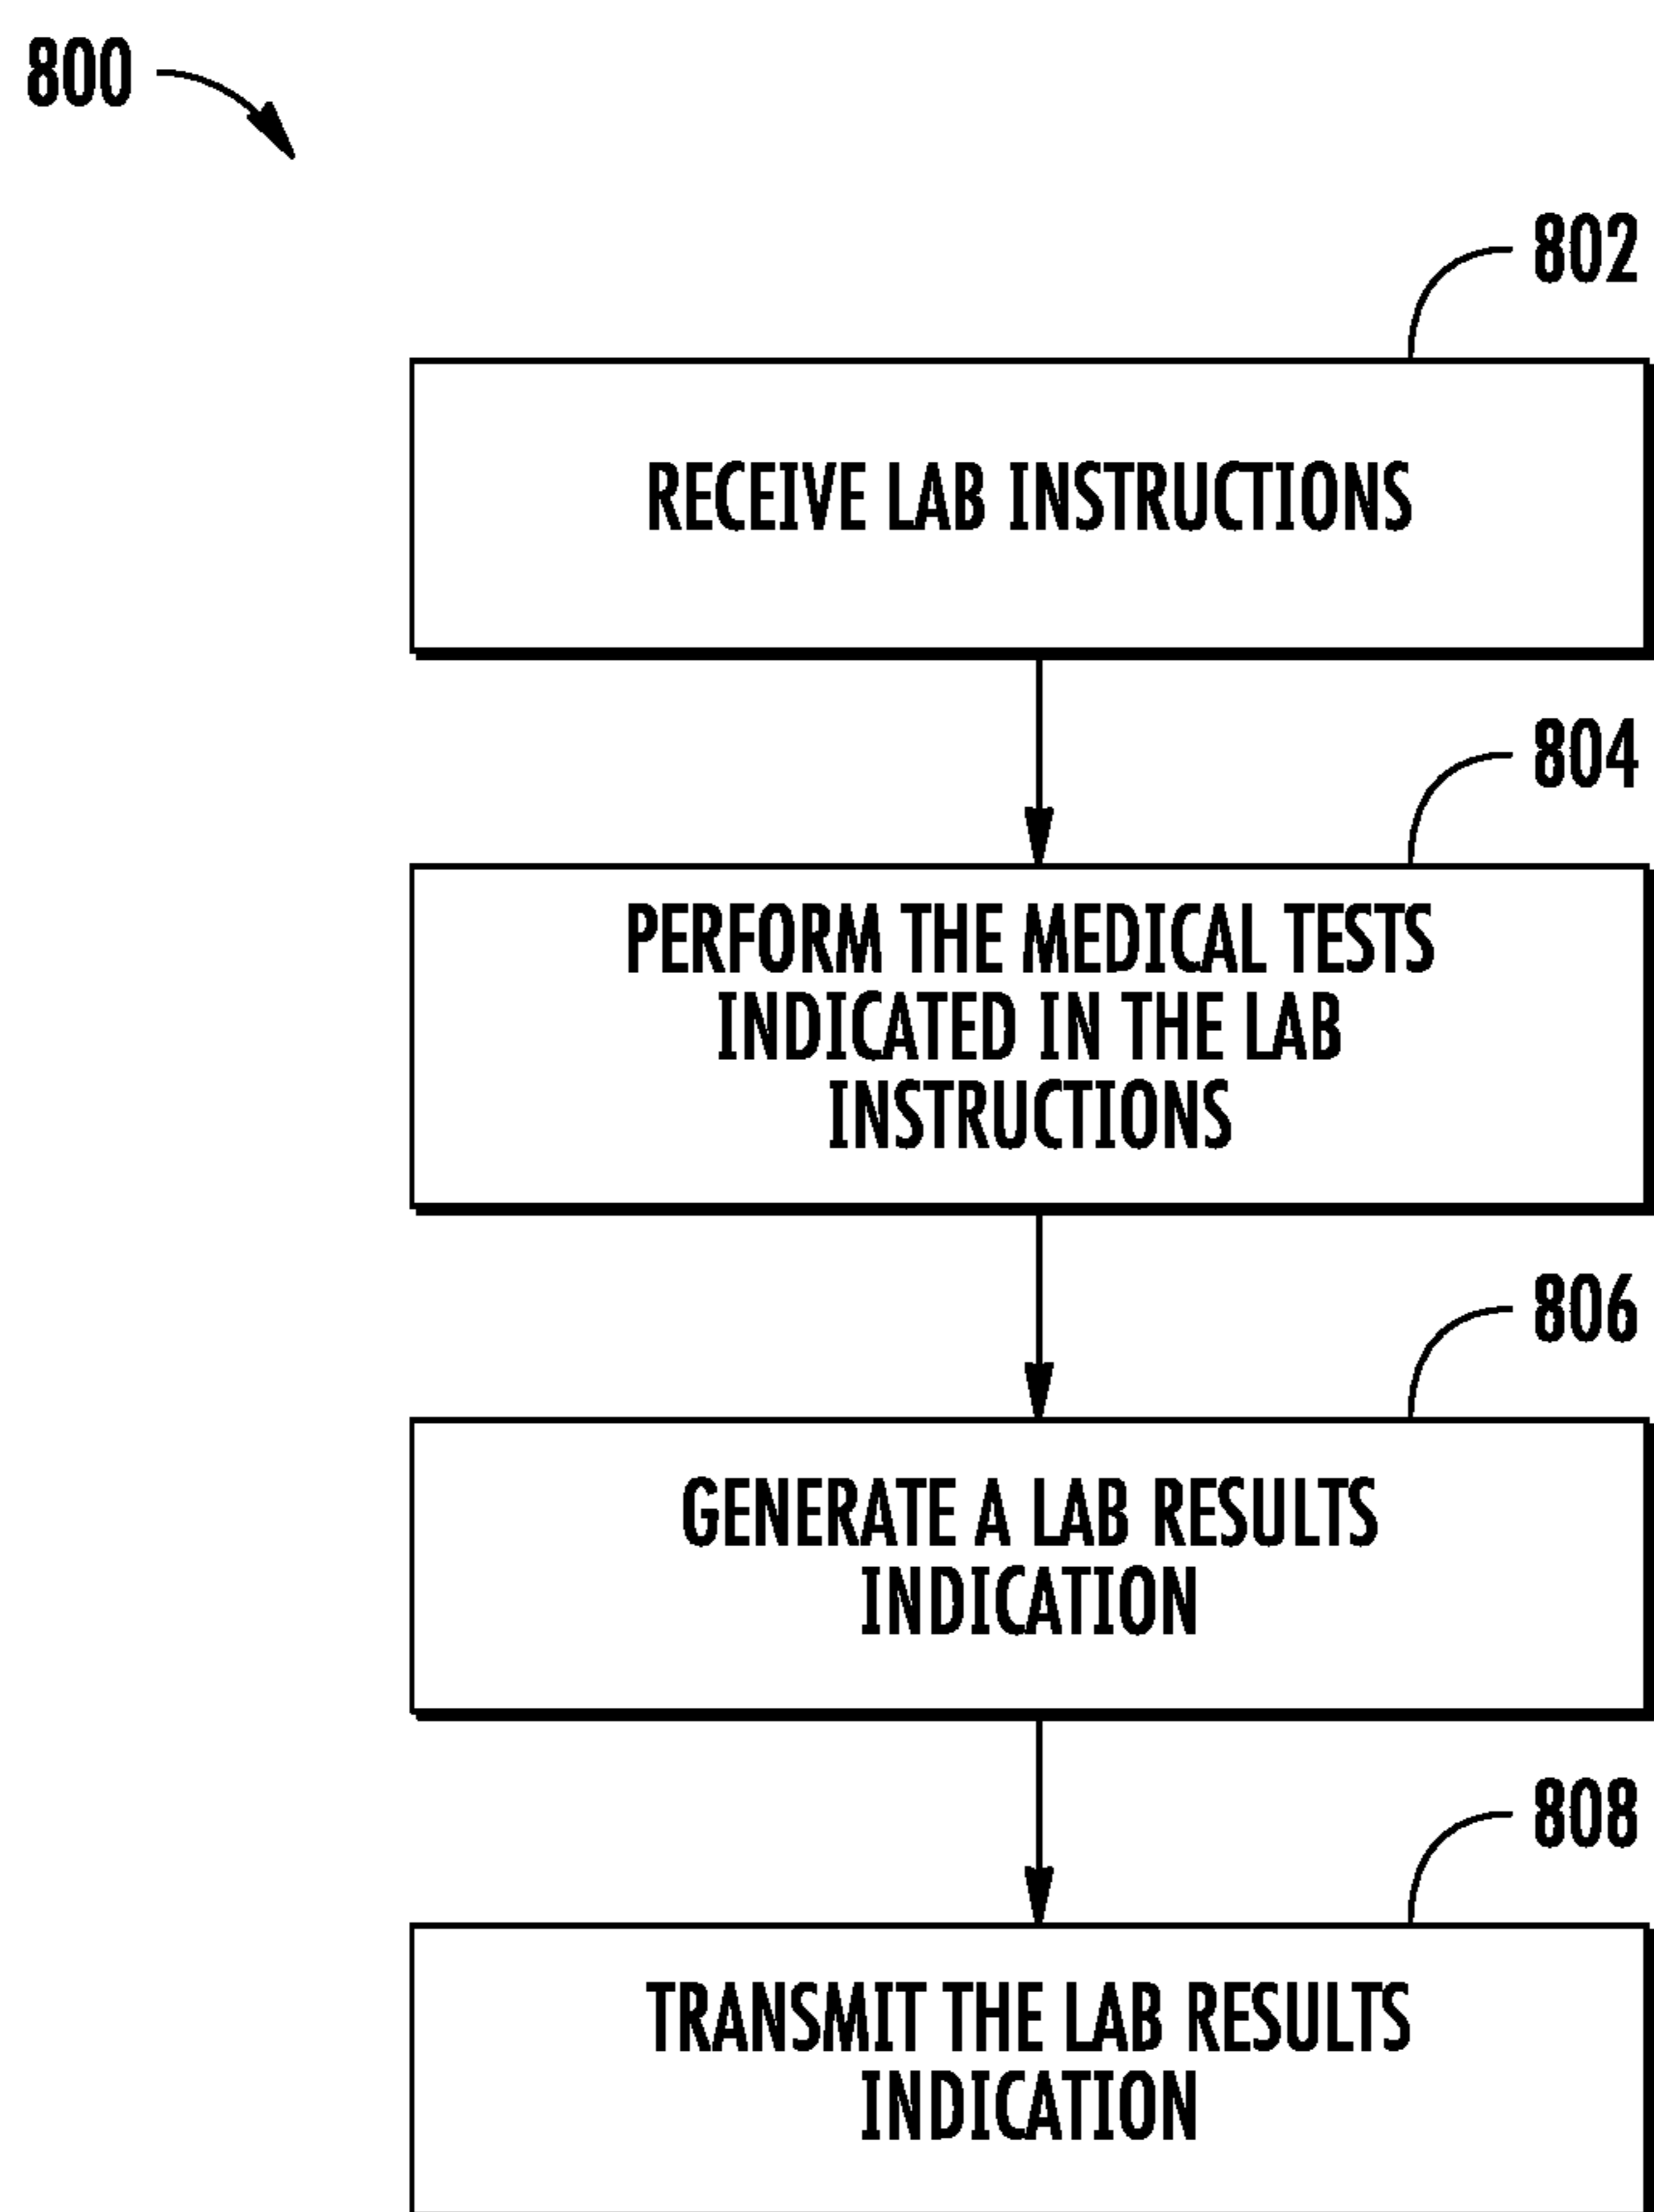 800
802
RECEIVE LAB INSTRUCTIONS
804
PERFORM THE MEDICAL TESTS
INDICATED IN THE LAB
INSTRUCTIONS
806
GENERATE A LAB RESULTS
INDICATION
808
TRANSMIT THE LAB RESULTS
INDICATION